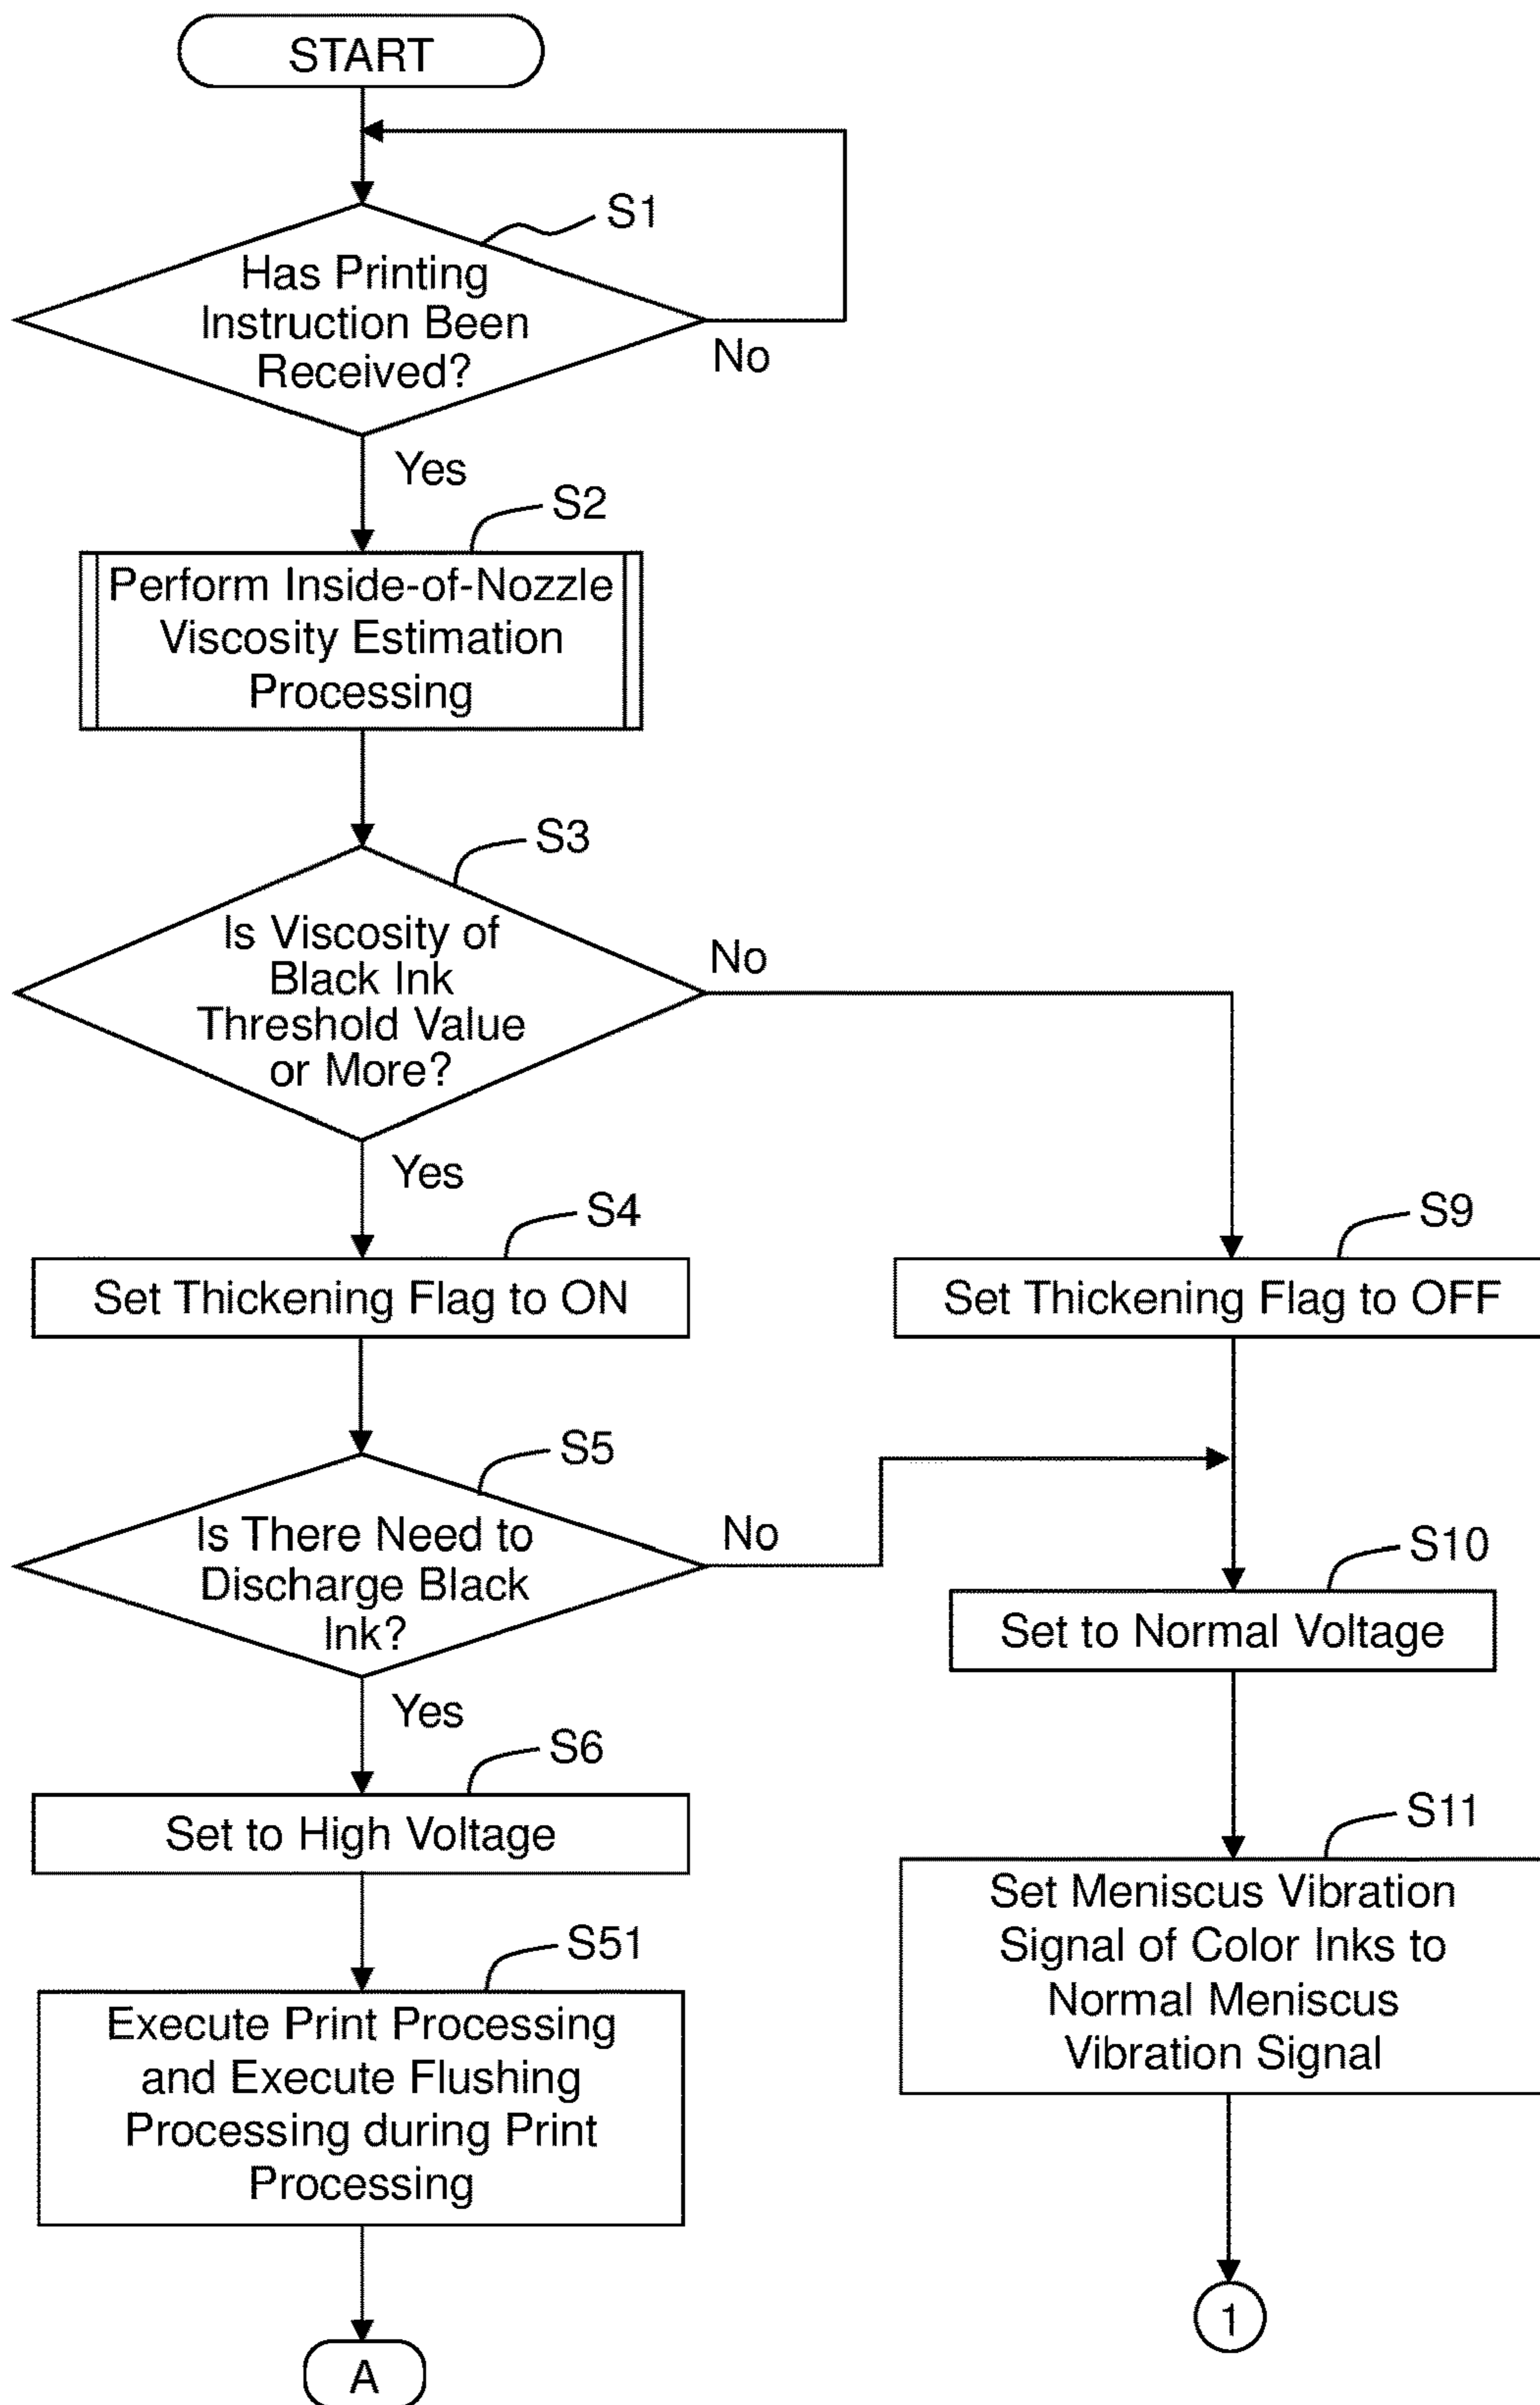 START
S1
Has Printing
Instruction Been
Received?
No
Yes
S2
Perform Inside-of-Nozzle
Viscosity Estimation
Processing
S3
Is Viscosity of
Black Ink
Threshold Value
or More?
No
Yes
S4
Set Thickening Flag to ON
S9
Set Thickening Flag to OFF
S5
Is There Need to
Discharge Black
Ink?
No
Yes
S10
Set to Normal Voltage
S6
Set to High Voltage
S11
Set Meniscus Vibration
Signal of Color Inks to
Normal Meniscus
Vibration Signal
S51
Execute Print Processing
and Execute Flushing
Processing during Print
Processing
1
A